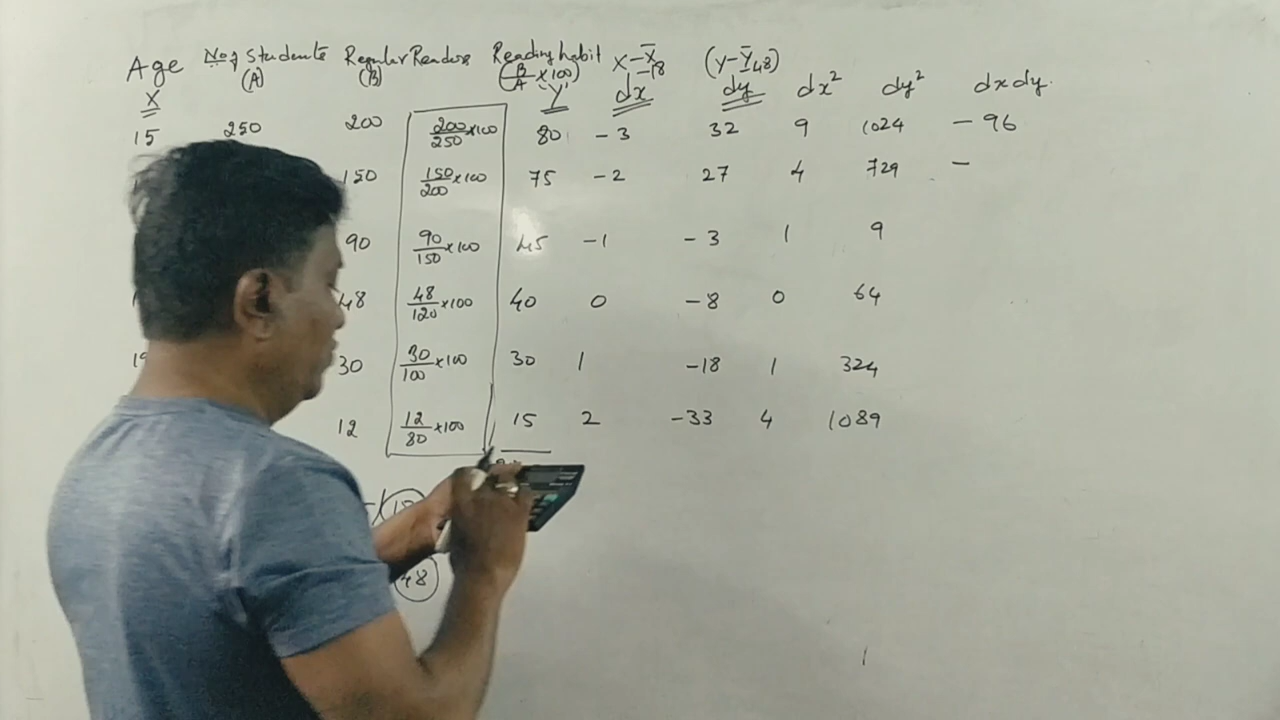 Age No of Students Regular Readers Reading habit X-X̄ (y-ȳ48)
X (A) (B) (B/A x100) -18 dy dx² dy² dxdy
'Y' dx
15 250 200 200/250 x100 80 -3 32 9 1024 -96
150 150/200 x100 75 -2 27 4 729 -
90 90/150 x100 45 -1 -3 1 9
48 48/120 x100 40 0 -8 0 64
30 30/100 x100 30 1 -18 1 324
12 12/80 x100 15 2 -33 4 1089
48